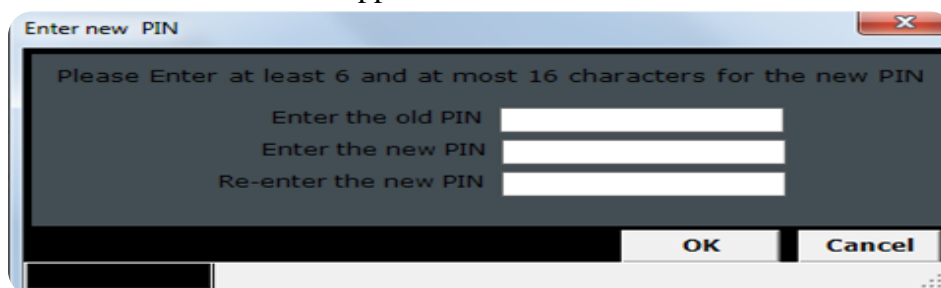 Enter new PIN
Please Enter at least 6 and at most 16 characters for the new PIN
Enter the old PIN
Enter the new PIN
Re-enter the new PIN
OK Cancel